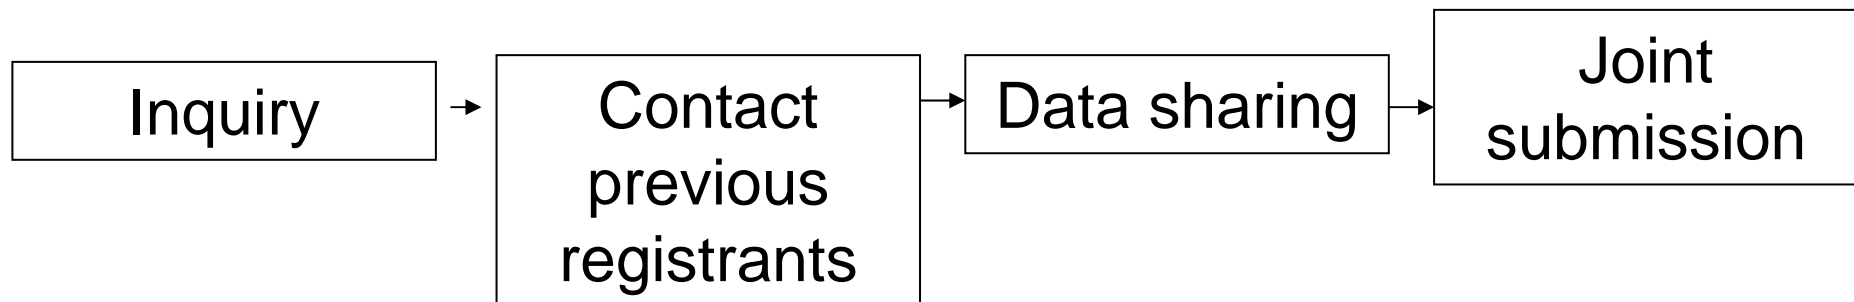 Inquiry
Contact
previous
registrants
Data sharing
Joint
submission